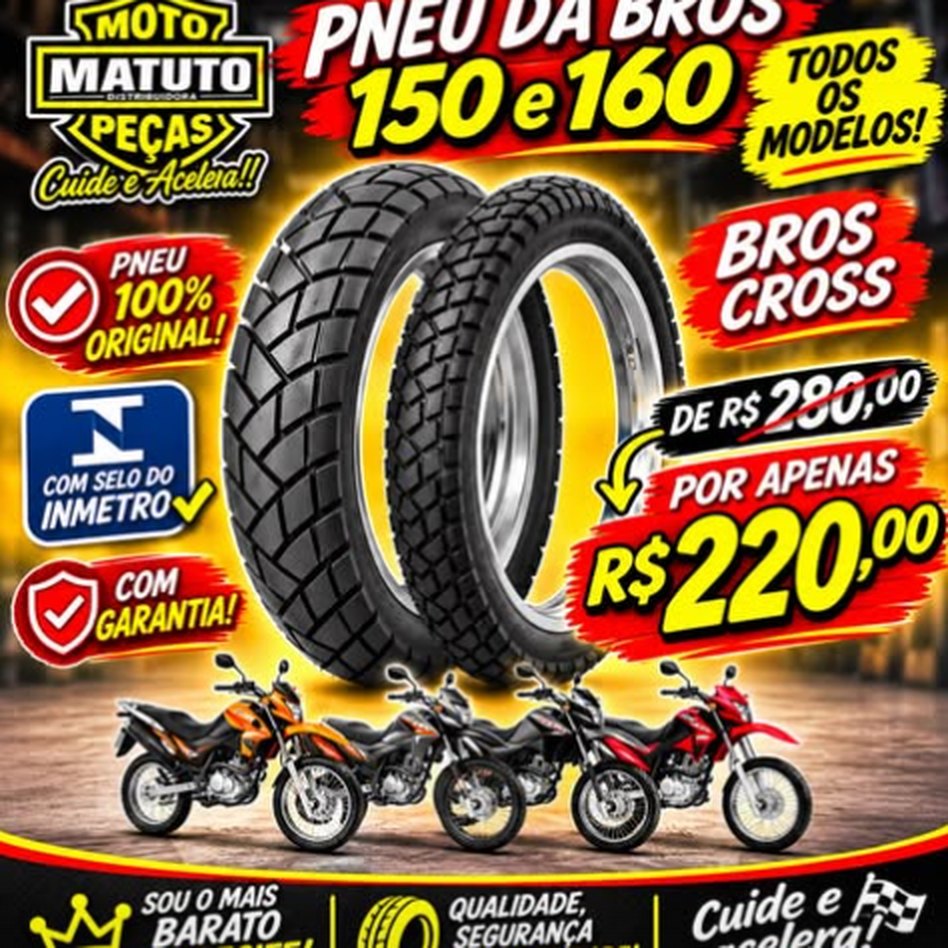 MOTO
MATUTO
DISTRIBUIDORA
PEÇAS
Cuide e Acelera!!
PNEU DA BROS
150 e 160
TODOS
OS
MODELOS!
PNEU
100%
ORIGINAL!
BROS
CROSS
COM SELO DO
INMETRO
DE R$ 280,00
POR APENAS
R$ 220,00
COM
GARANTIA!
SOU O MAIS
BARATO
QUALIDADE,
SEGURANÇA
Cuide e
acelera!